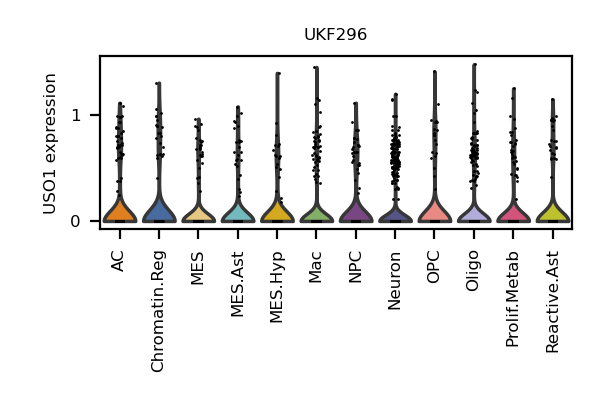 UKF296
USO1 expression
1
0
AC
Chromatin.Reg
MES
MES.Ast
MES.Hyp
Mac
NPC
Neuron
OPC
Oligo
Prolif.Metab
Reactive.Ast